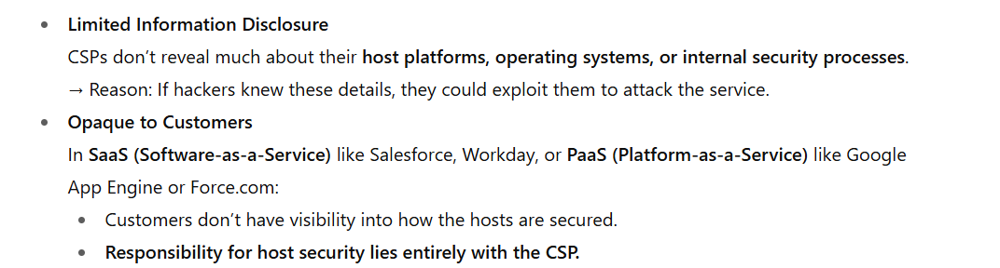 • Limited Information Disclosure
CSPs don’t reveal much about their host platforms, operating systems, or internal security processes.
→ Reason: If hackers knew these details, they could exploit them to attack the service.
• Opaque to Customers
In SaaS (Software-as-a-Service) like Salesforce, Workday, or PaaS (Platform-as-a-Service) like Google
App Engine or Force.com:
• Customers don’t have visibility into how the hosts are secured.
• Responsibility for host security lies entirely with the CSP.